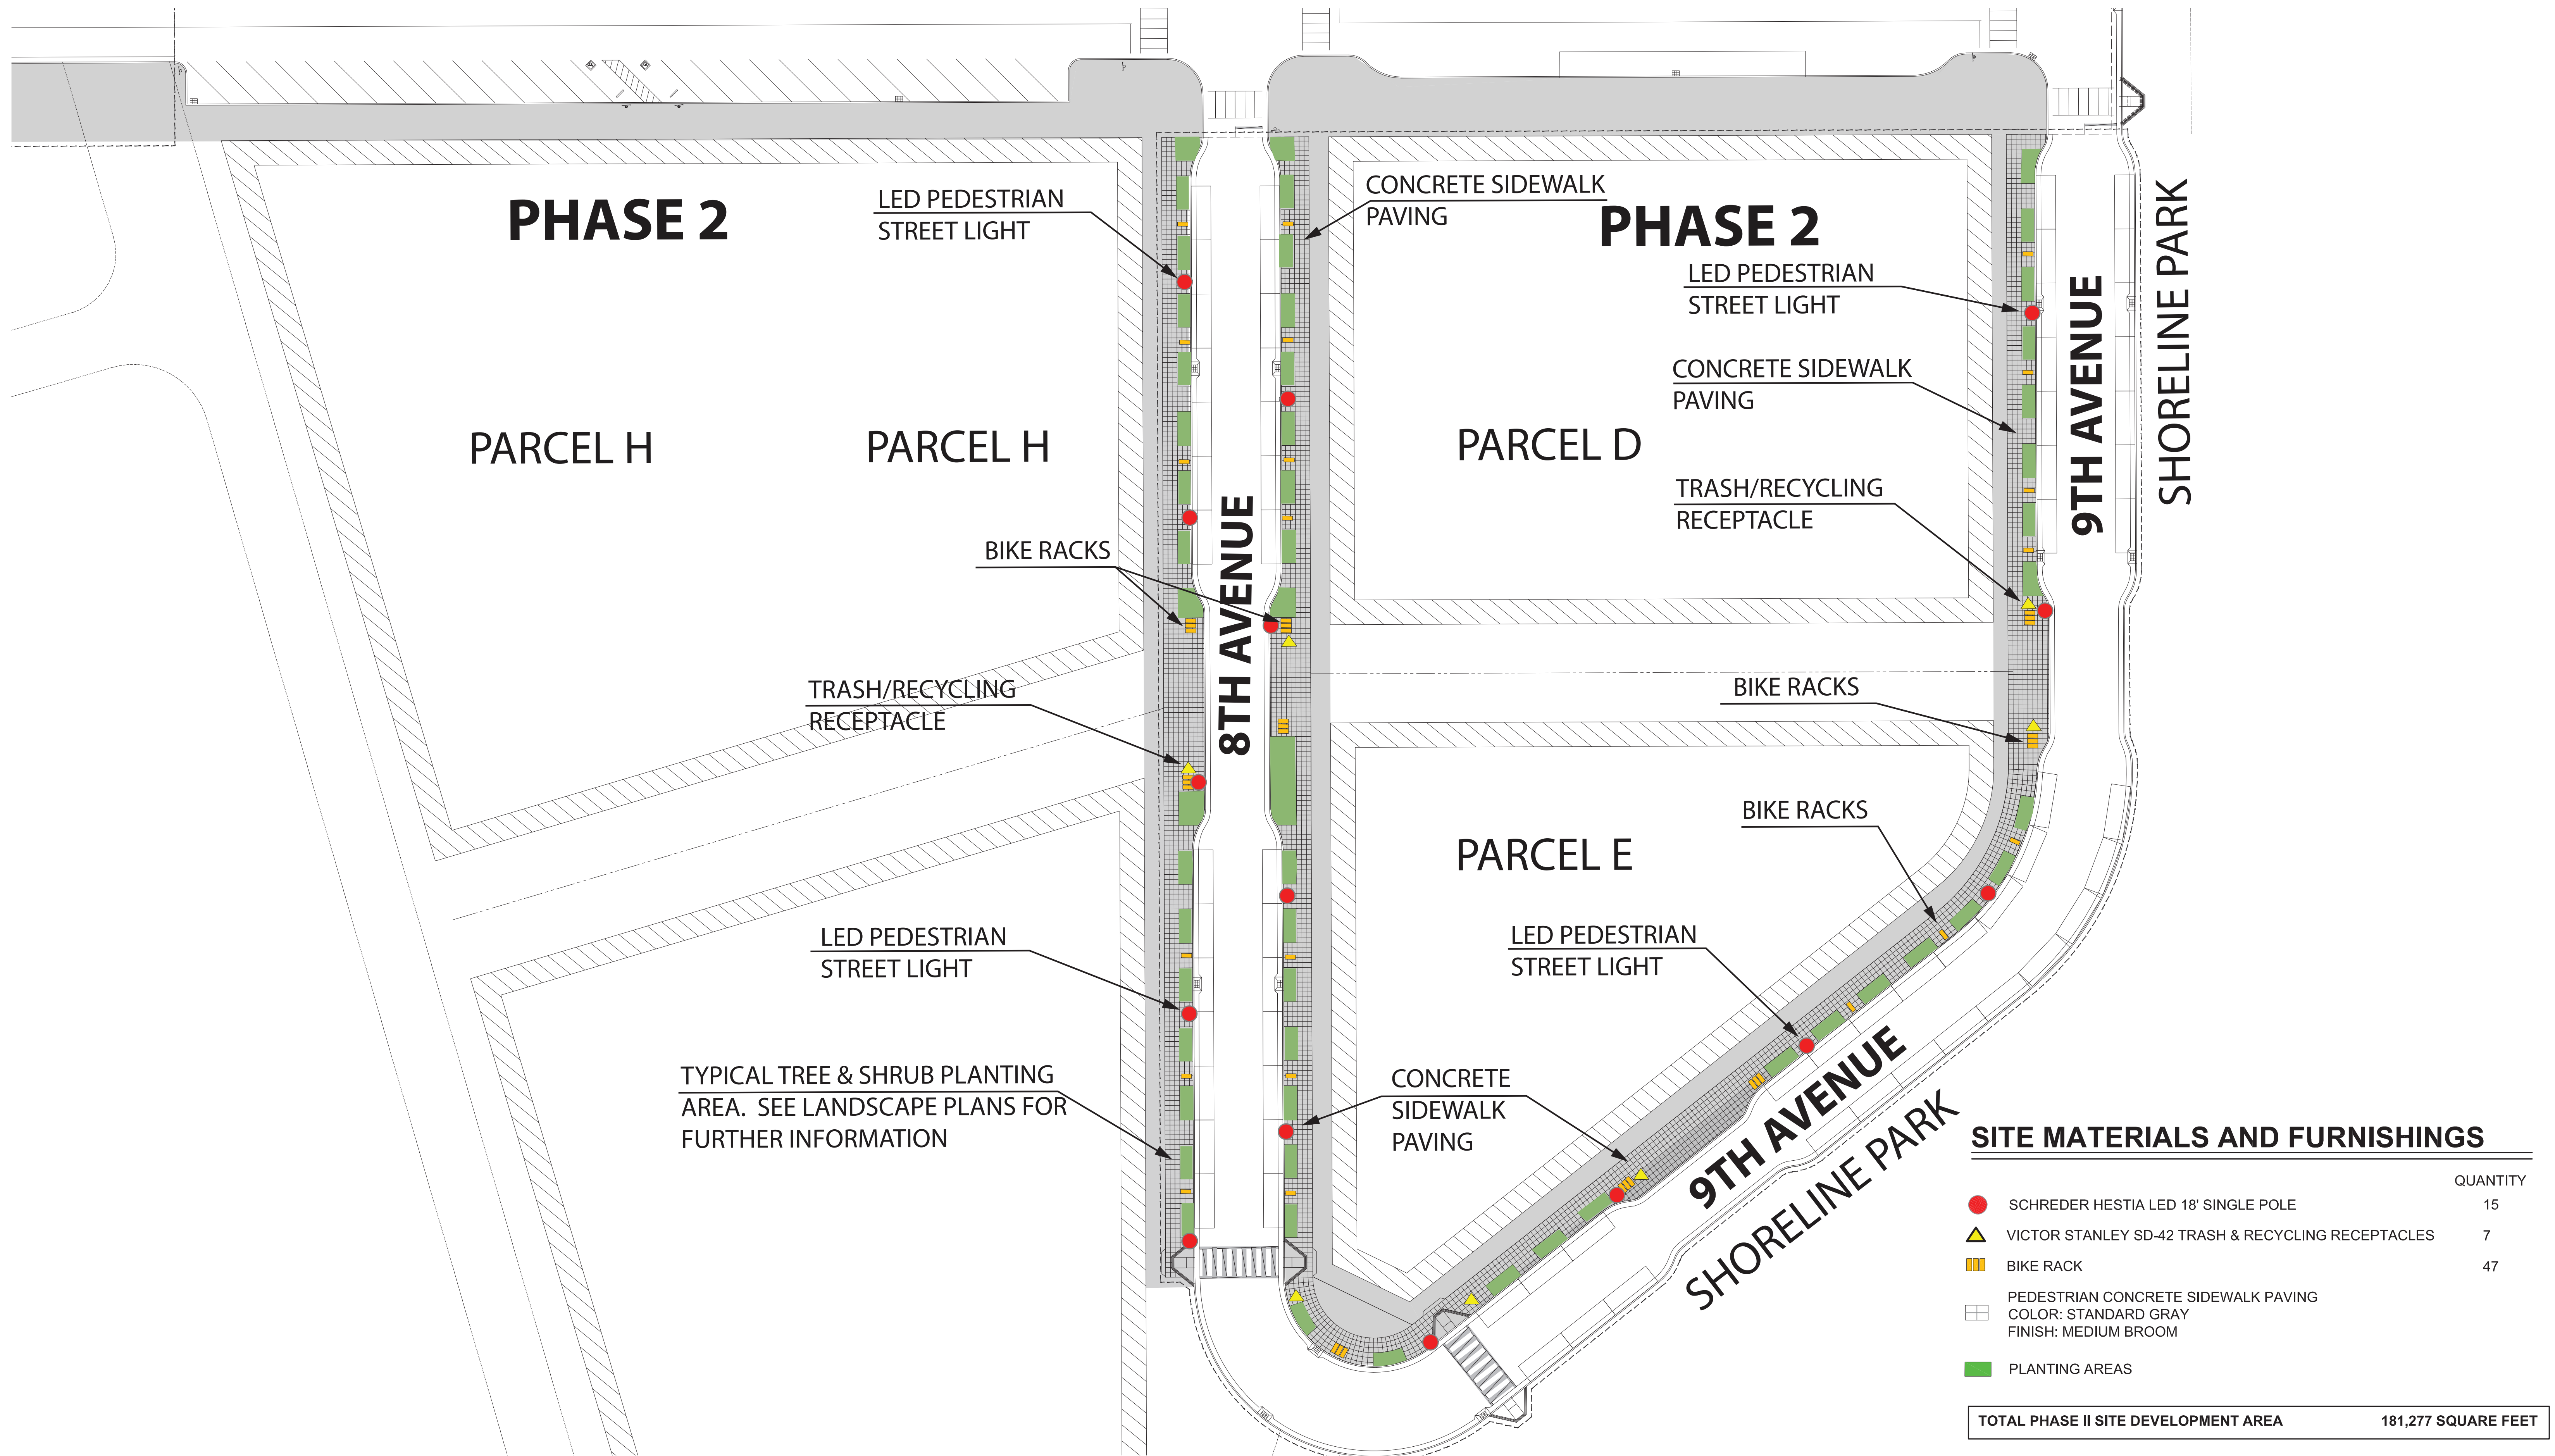 PHASE 2
LED PEDESTRIAN
STREET LIGHT
CONCRETE SIDEWALK
PAVING
PHASE 2
LED PEDESTRIAN
STREET LIGHT
9TH AVENUE
SHORELINE PARK
CONCRETE SIDEWALK
PAVING
PARCEL H
PARCEL H
PARCEL D
TRASH/RECYCLING
RECEPTACLE
BIKE RACKS
8TH AVENUE
TRASH/RECYCLING
RECEPTACLE
BIKE RACKS
BIKE RACKS
PARCEL E
LED PEDESTRIAN
STREET LIGHT
LED PEDESTRIAN
STREET LIGHT
TYPICAL TREE & SHRUB PLANTING
AREA. SEE LANDSCAPE PLANS FOR
FURTHER INFORMATION
CONCRETE
SIDEWALK
PAVING
9TH AVENUE
SHORELINE PARK
SITE MATERIALS AND FURNISHINGS
QUANTITY
SCHREDER HESTIA LED 18' SINGLE POLE 15
VICTOR STANLEY SD-42 TRASH & RECYCLING RECEPTACLES 7
BIKE RACK 47
PEDESTRIAN CONCRETE SIDEWALK PAVING
COLOR: STANDARD GRAY
FINISH: MEDIUM BROOM
PLANTING AREAS
TOTAL PHASE II SITE DEVELOPMENT AREA 181,277 SQUARE FEET